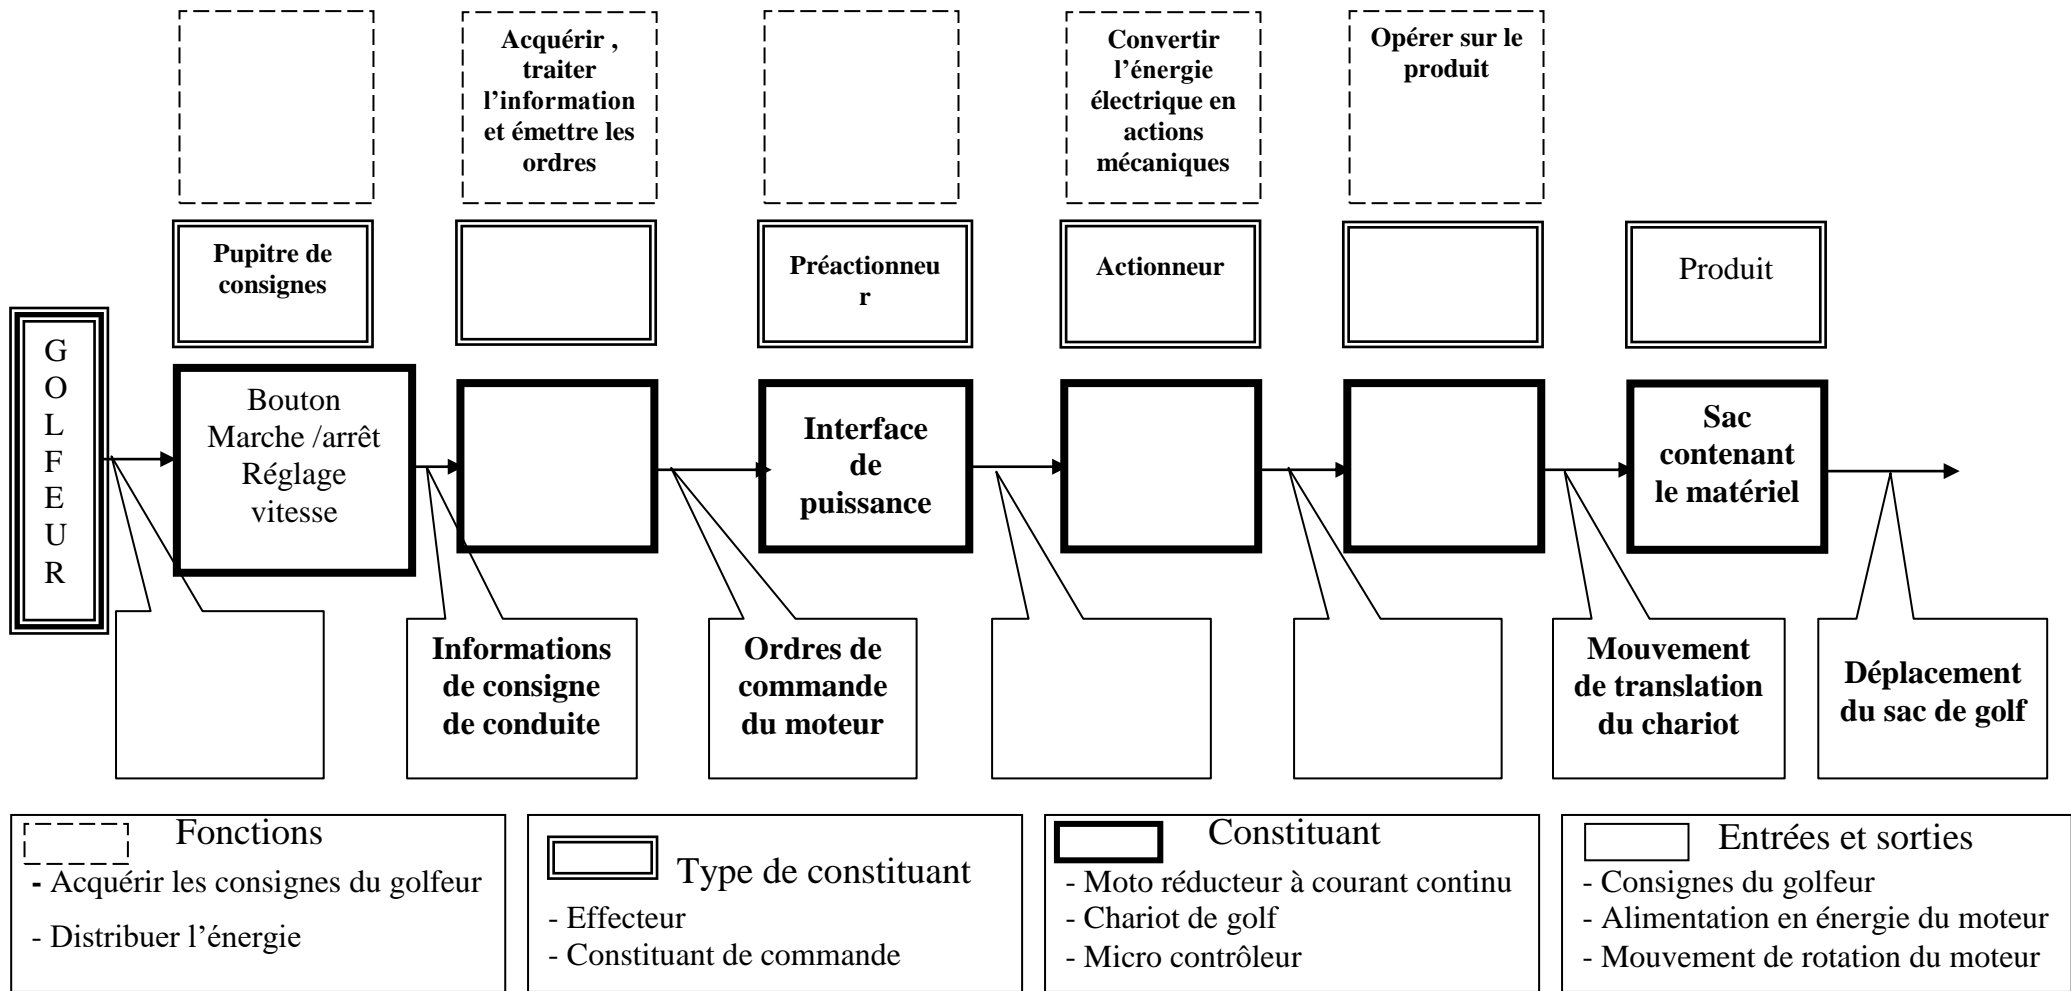 Acquérir ,
traiter
l’information
et émettre les
ordres
Convertir
l’énergie
électrique en
actions
mécaniques
Opérer sur le
produit
Pupitre de
consignes
Préactionneu
r
Actionneur
Produit
G
O
L
F
E
U
R
Bouton
Marche /arrêt
Réglage
vitesse
Interface
de
puissance
Sac
contenant
le matériel
Informations
de consigne
de conduite
Ordres de
commande
du moteur
Mouvement
de translation
du chariot
Déplacement
du sac de golf
Fonctions
- Acquérir les consignes du golfeur
- Distribuer l’énergie
Type de constituant
- Effecteur
- Constituant de commande
Constituant
- Moto réducteur à courant continu
- Chariot de golf
- Micro contrôleur
Entrées et sorties
- Consignes du golfeur
- Alimentation en énergie du moteur
- Mouvement de rotation du moteur